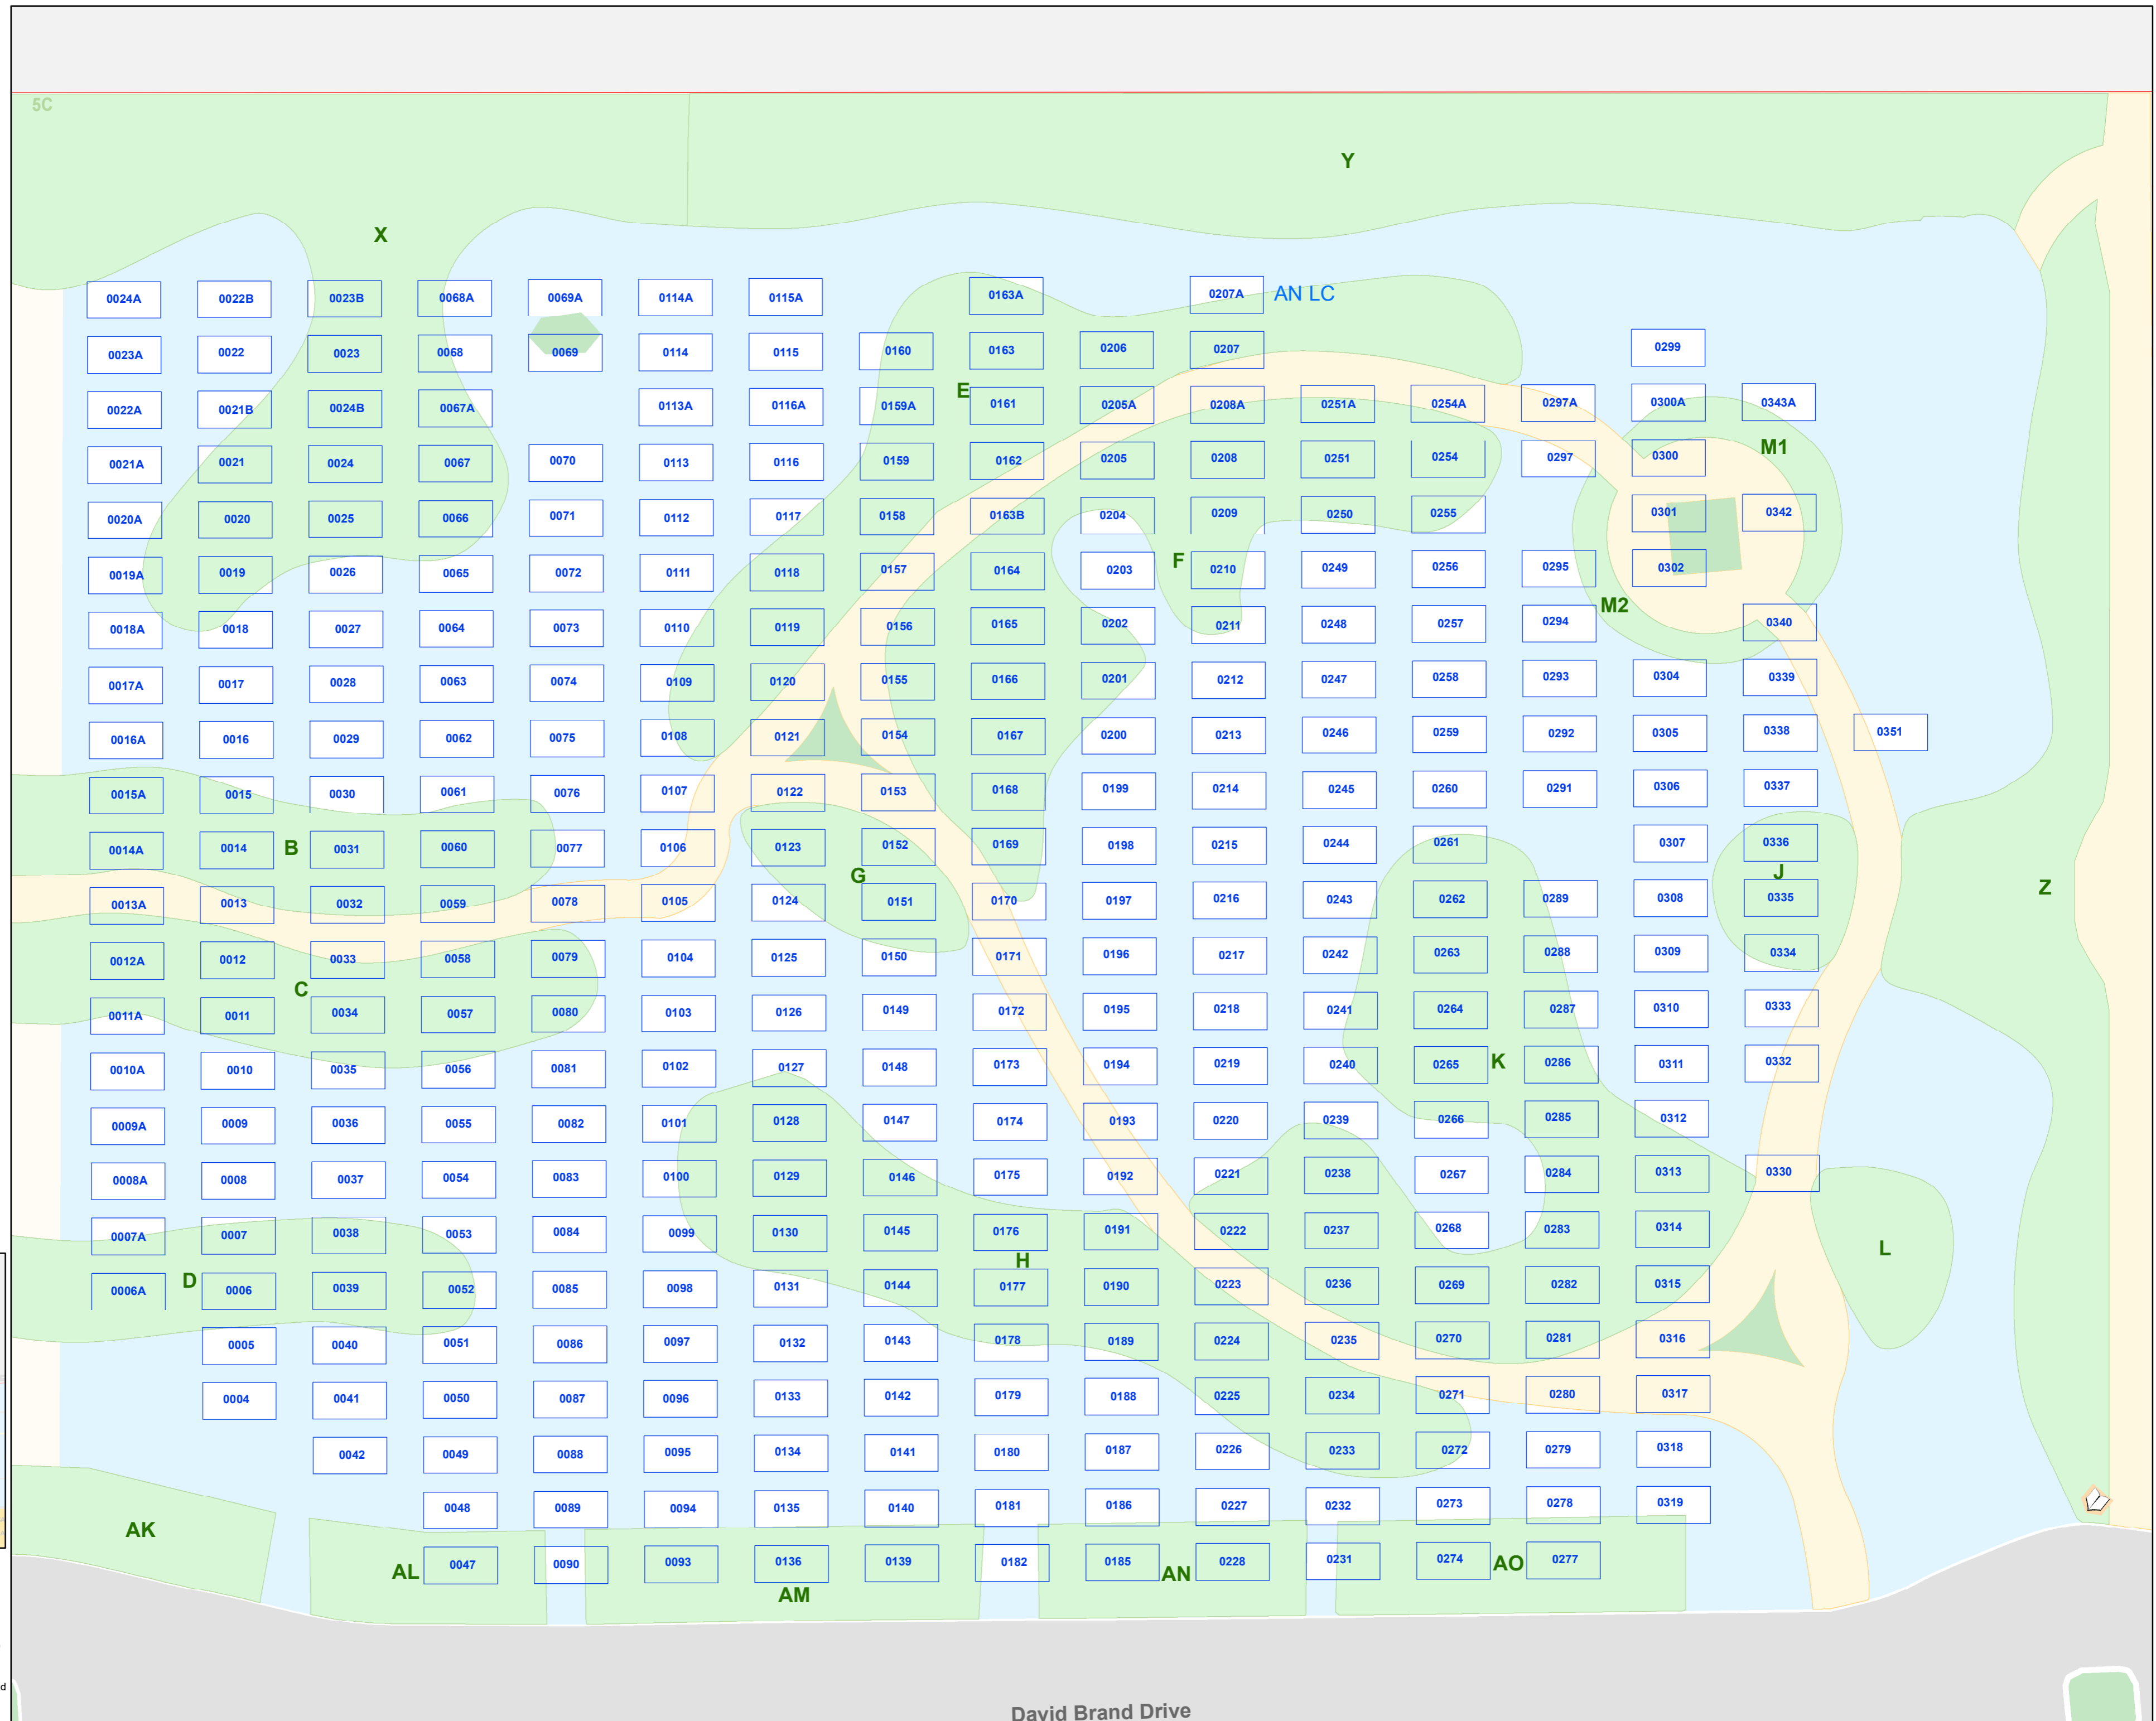 5C
Y
X
0024A 0022B 0023B 0068A 0069A 0114A 0115A 0163A 0207A AN LC
0023A 0022 0023 0068 0069 0114 0115 0160 0163 0206 0207 0299
E
0022A 0021B 0024B 0067A 0113A 0116A 0159A 0161 0205A 0208A 0251A 0254A 0297A 0300A 0343A
M1
0021A 0021 0024 0067 0070 0113 0116 0159 0162 0205 0208 0251 0254 0297 0300
0020A 0020 0025 0066 0071 0112 0117 0158 0163B 0204 0209 0250 0255 0301 0342
F
0019A 0019 0026 0065 0072 0111 0118 0157 0164 0203 0210 0249 0256 0295 0302
M2
0018A 0018 0027 0064 0073 0110 0119 0156 0165 0202 0211 0248 0257 0294 0340
0017A 0017 0028 0063 0074 0109 0120 0155 0166 0201 0212 0247 0258 0293 0304 0339
0016A 0016 0029 0062 0075 0108 0121 0154 0167 0200 0213 0246 0259 0292 0305 0338 0351
0015A 0015 0030 0061 0076 0107 0122 0153 0168 0199 0214 0245 0260 0291 0306 0337
0014A 0014 B 0031 0060 0077 0106 0123 0152 0169 0198 0215 0244 0261 0307 0336
G J Z
0013A 0013 0032 0059 0078 0105 0124 0151 0170 0197 0216 0243 0262 0289 0308 0335
0012A 0012 0033 0058 0079 0104 0125 0150 0171 0196 0217 0242 0263 0288 0309 0334
C
0011A 0011 0034 0057 0080 0103 0126 0149 0172 0195 0218 0241 0264 0287 0310 0333
0010A 0010 0035 0056 0081 0102 0127 0148 0173 0194 0219 0240 0265 K 0286 0311 0332
0009A 0009 0036 0055 0082 0101 0128 0147 0174 0193 0220 0239 0266 0285 0312
0008A 0008 0037 0054 0083 0100 0129 0146 0175 0192 0221 0238 0267 0284 0313 0330
0007A 0007 0038 0053 0084 0099 0130 0145 0176 0191 0222 0237 0268 0283 0314
H L
0006A D 0006 0039 0052 0085 0098 0131 0144 0177 0190 0223 0236 0269 0282 0315
0005 0040 0051 0086 0097 0132 0143 0178 0189 0224 0235 0270 0281 0316
0004 0041 0050 0087 0096 0133 0142 0179 0188 0225 0234 0271 0280 0317
0042 0049 0088 0095 0134 0141 0180 0187 0226 0233 0272 0279 0318
0048 0089 0094 0135 0140 0181 0186 0227 0232 0273 0278 0319
AK
AL 0047 0090 0093 0136 0139 0182 0185 AN 0228 0231 0274 AO 0277
AM
d
David Brand Drive